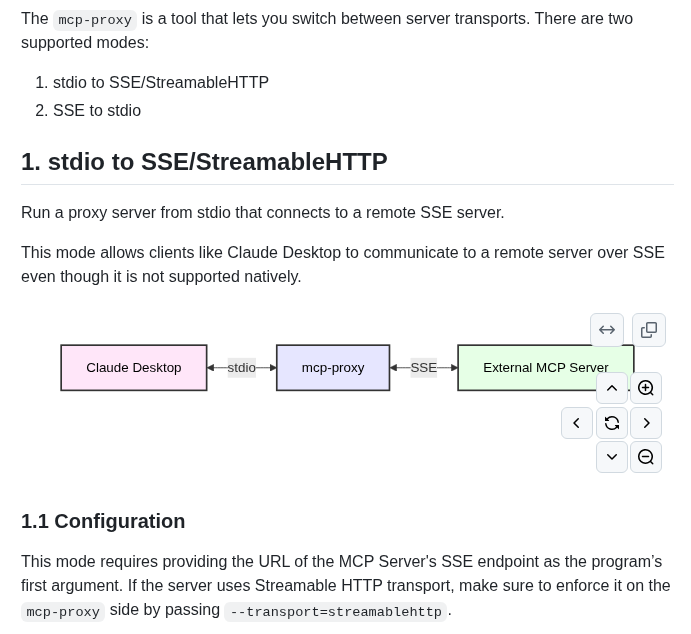 The mcp-proxy is a tool that lets you switch between server transports. There are two
supported modes:
1. stdio to SSE/StreamableHTTP
2. SSE to stdio
1. stdio to SSE/StreamableHTTP
Run a proxy server from stdio that connects to a remote SSE server.
This mode allows clients like Claude Desktop to communicate to a remote server over SSE
even though it is not supported natively.
Claude Desktop stdio mcp-proxy SSE External MCP Server
1.1 Configuration
This mode requires providing the URL of the MCP Server's SSE endpoint as the program’s
first argument. If the server uses Streamable HTTP transport, make sure to enforce it on the
mcp-proxy side by passing --transport=streamablehttp.